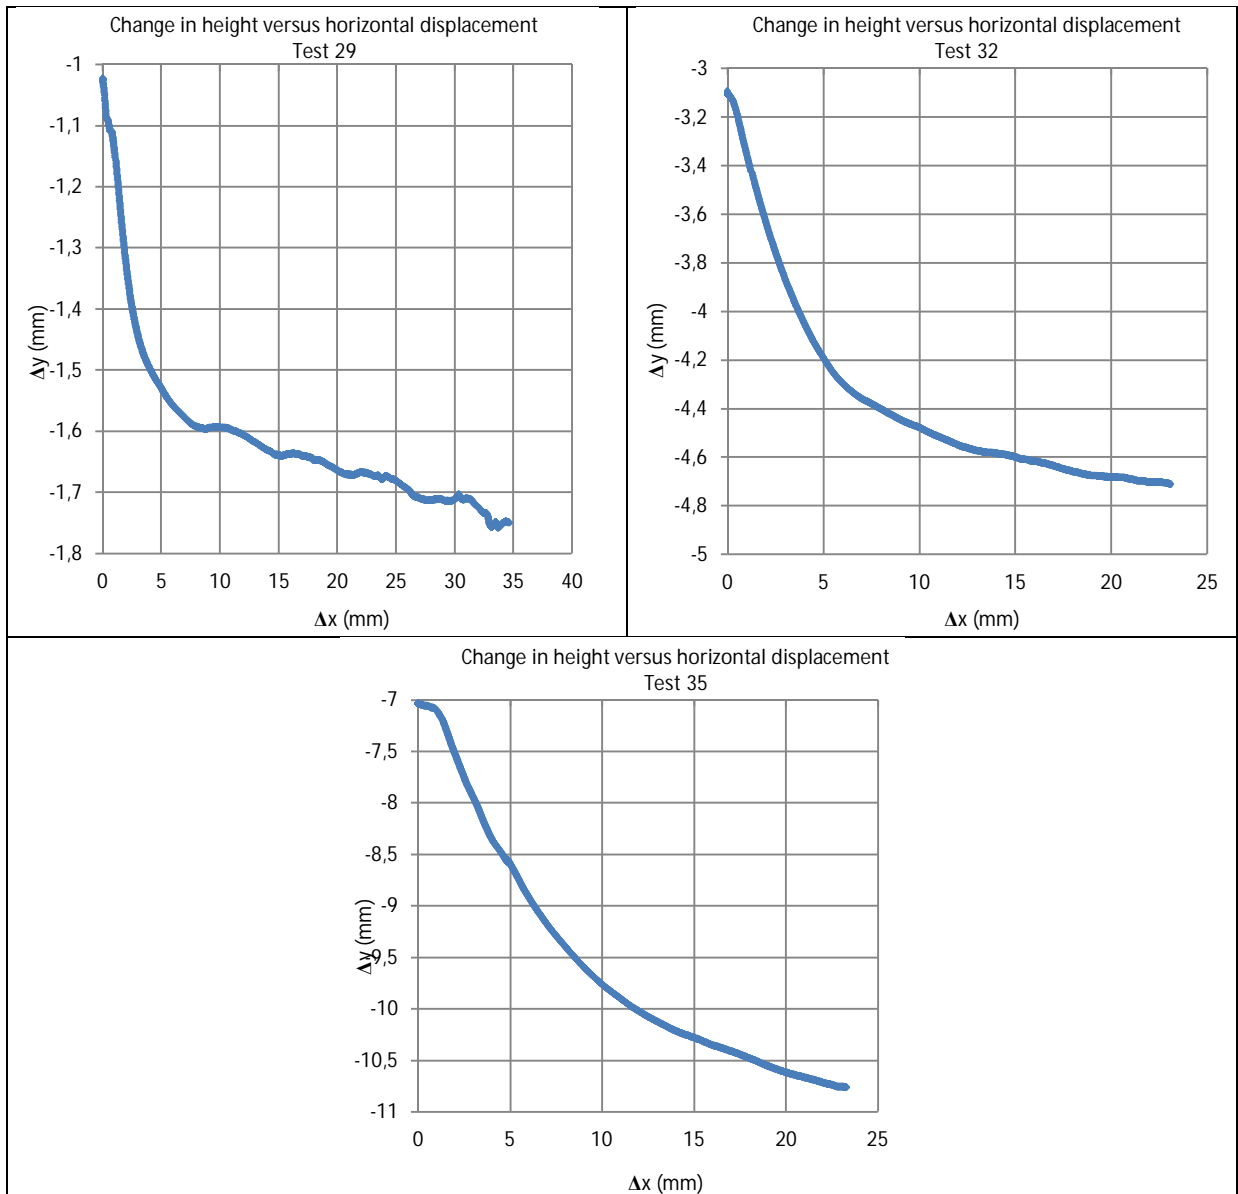 Change in height versus horizontal displacement
Test 29
-1
-1,1
-1,2
-1,3
-1,4
-1,5
-1,6
-1,7
-1,8
Δy (mm)
0 5 10 15 20 25 30 35 40
Δx (mm)
Change in height versus horizontal displacement
Test 32
-3
-3,2
-3,4
-3,6
-3,8
-4
-4,2
-4,4
-4,6
-4,8
-5
Δy (mm)
0 5 10 15 20 25
Δx (mm)
Change in height versus horizontal displacement
Test 35
-7
-7,5
-8
-8,5
-9
-9,5
-10
-10,5
-11
Δy (mm)
0 5 10 15 20 25
Δx (mm)